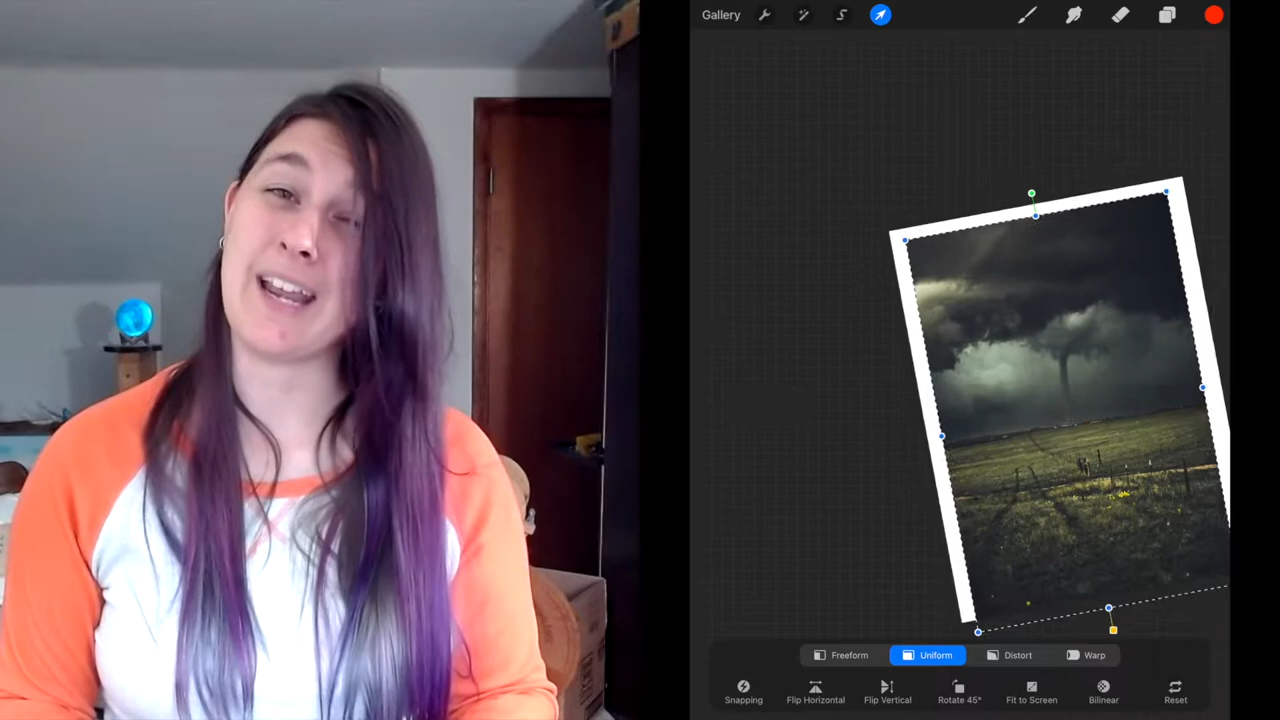 Gallery
Freeform Uniform Distort Warp
Snapping Flip Horizontal Flip Vertical Rotate 45° Fit to Screen Bilinear Reset